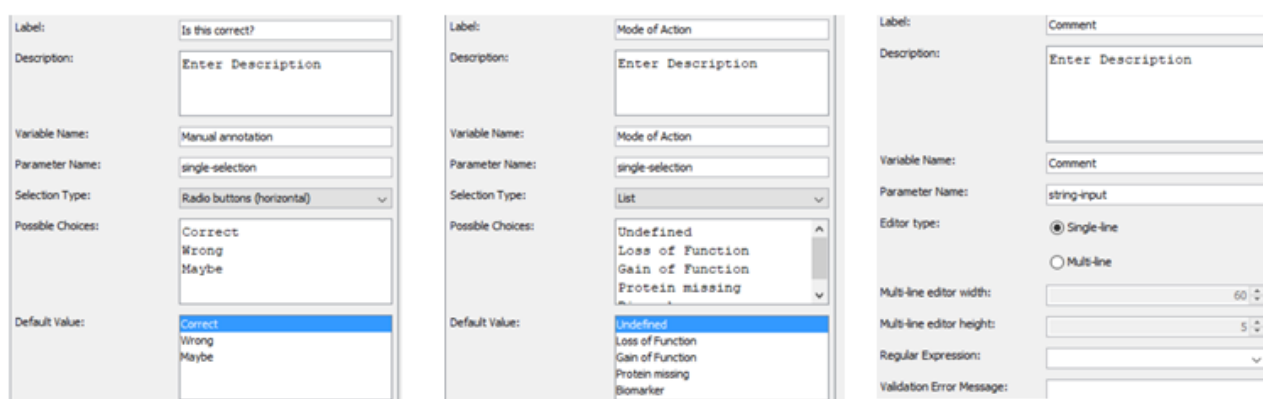 Label: Is this correct?
Description: Enter Description
Variable Name: Manual annotation
Parameter Name: single-selection
Selection Type: Radio buttons (horizontal)
Possible Choices: Correct
Wrong
Maybe
Default Value: Correct
Wrong
Maybe
Label: Mode of Action
Description: Enter Description
Variable Name: Mode of Action
Parameter Name: single-selection
Selection Type: List
Possible Choices: Undefined
Loss of Function
Gain of Function
Protein missing
Default Value: Undefined
Loss of Function
Gain of Function
Protein missing
Biomarker
Label: Comment
Description: Enter Description
Variable Name: Comment
Parameter Name: string-input
Editor type: Single-line
Multi-line
Multi-line editor width: 60
Multi-line editor height: 5
Regular Expression:
Validation Error Message: